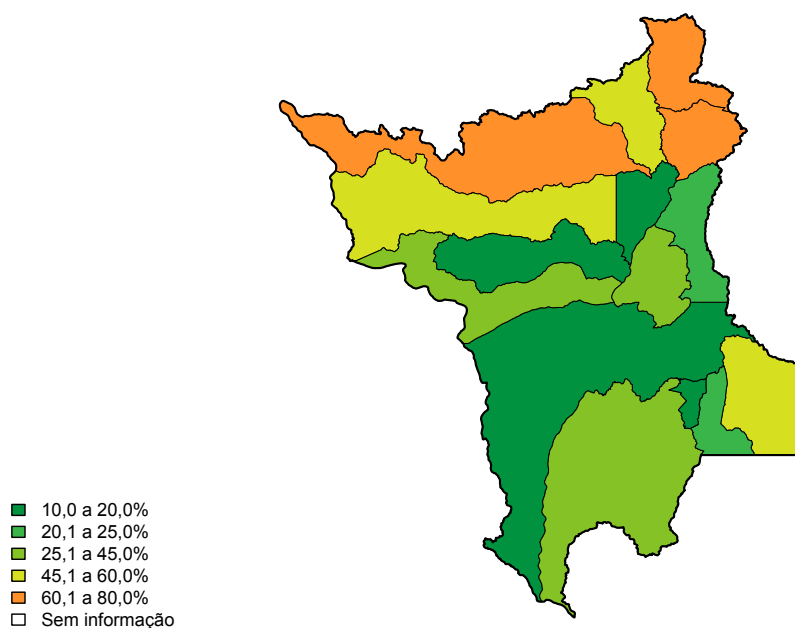 10,0 a 20,0%
20,1 a 25,0%
25,1 a 45,0%
45,1 a 60,0%
60,1 a 80,0%
Sem informação